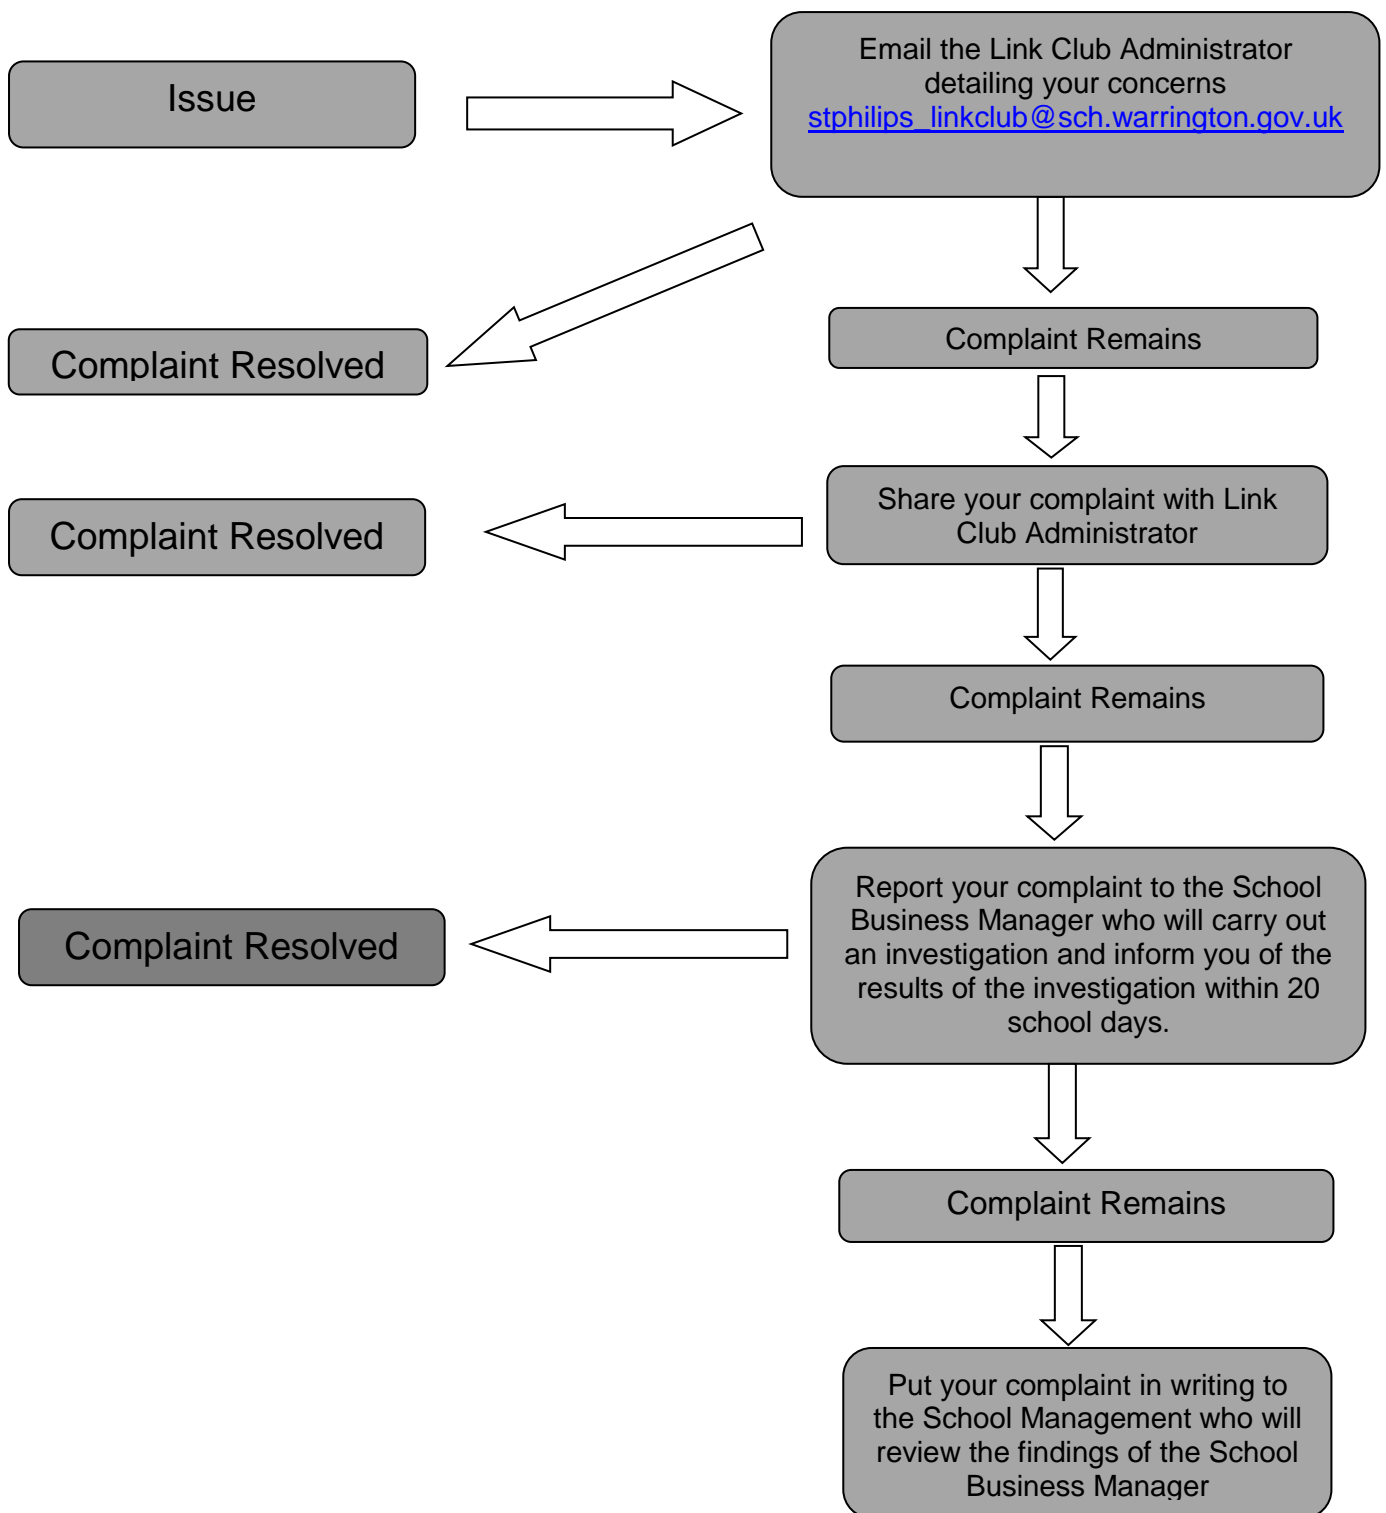 Issue
Email the Link Club Administrator
detailing your concerns
stphilips_linkclub@sch.warrington.gov.uk
Complaint Resolved
Complaint Remains
Complaint Resolved
Share your complaint with Link
Club Administrator
Complaint Remains
Complaint Resolved
Report your complaint to the School
Business Manager who will carry out
an investigation and inform you of the
results of the investigation within 20
school days.
Complaint Remains
Put your complaint in writing to
the School Management who will
review the findings of the School
Business Manager